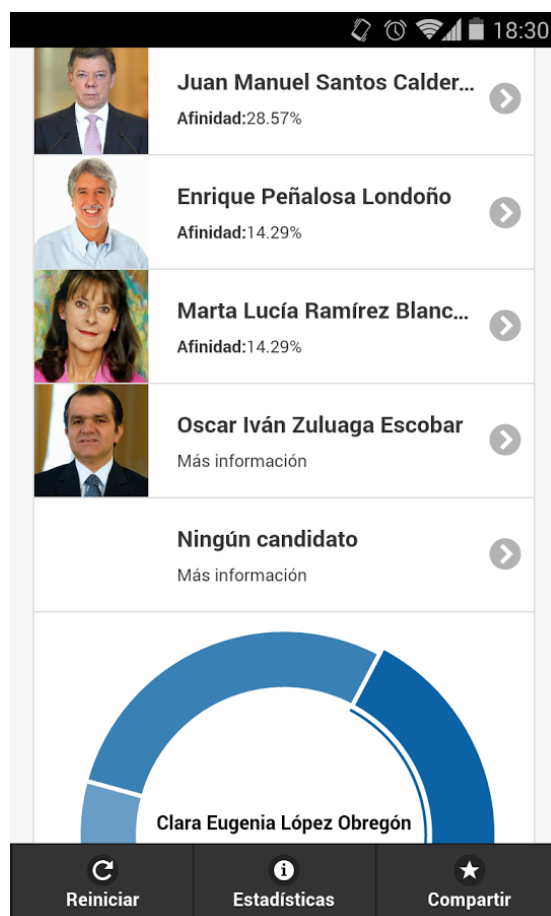 18:30
Juan Manuel Santos Calder...
Afinidad:28.57%
Enrique Peñalosa Londoño
Afinidad:14.29%
Marta Lucía Ramírez Blanc...
Afinidad:14.29%
Oscar Iván Zuluaga Escobar
Más información
Ningún candidato
Más información
Clara Eugenia López Obregón
Reiniciar
Estadísticas
Compartir